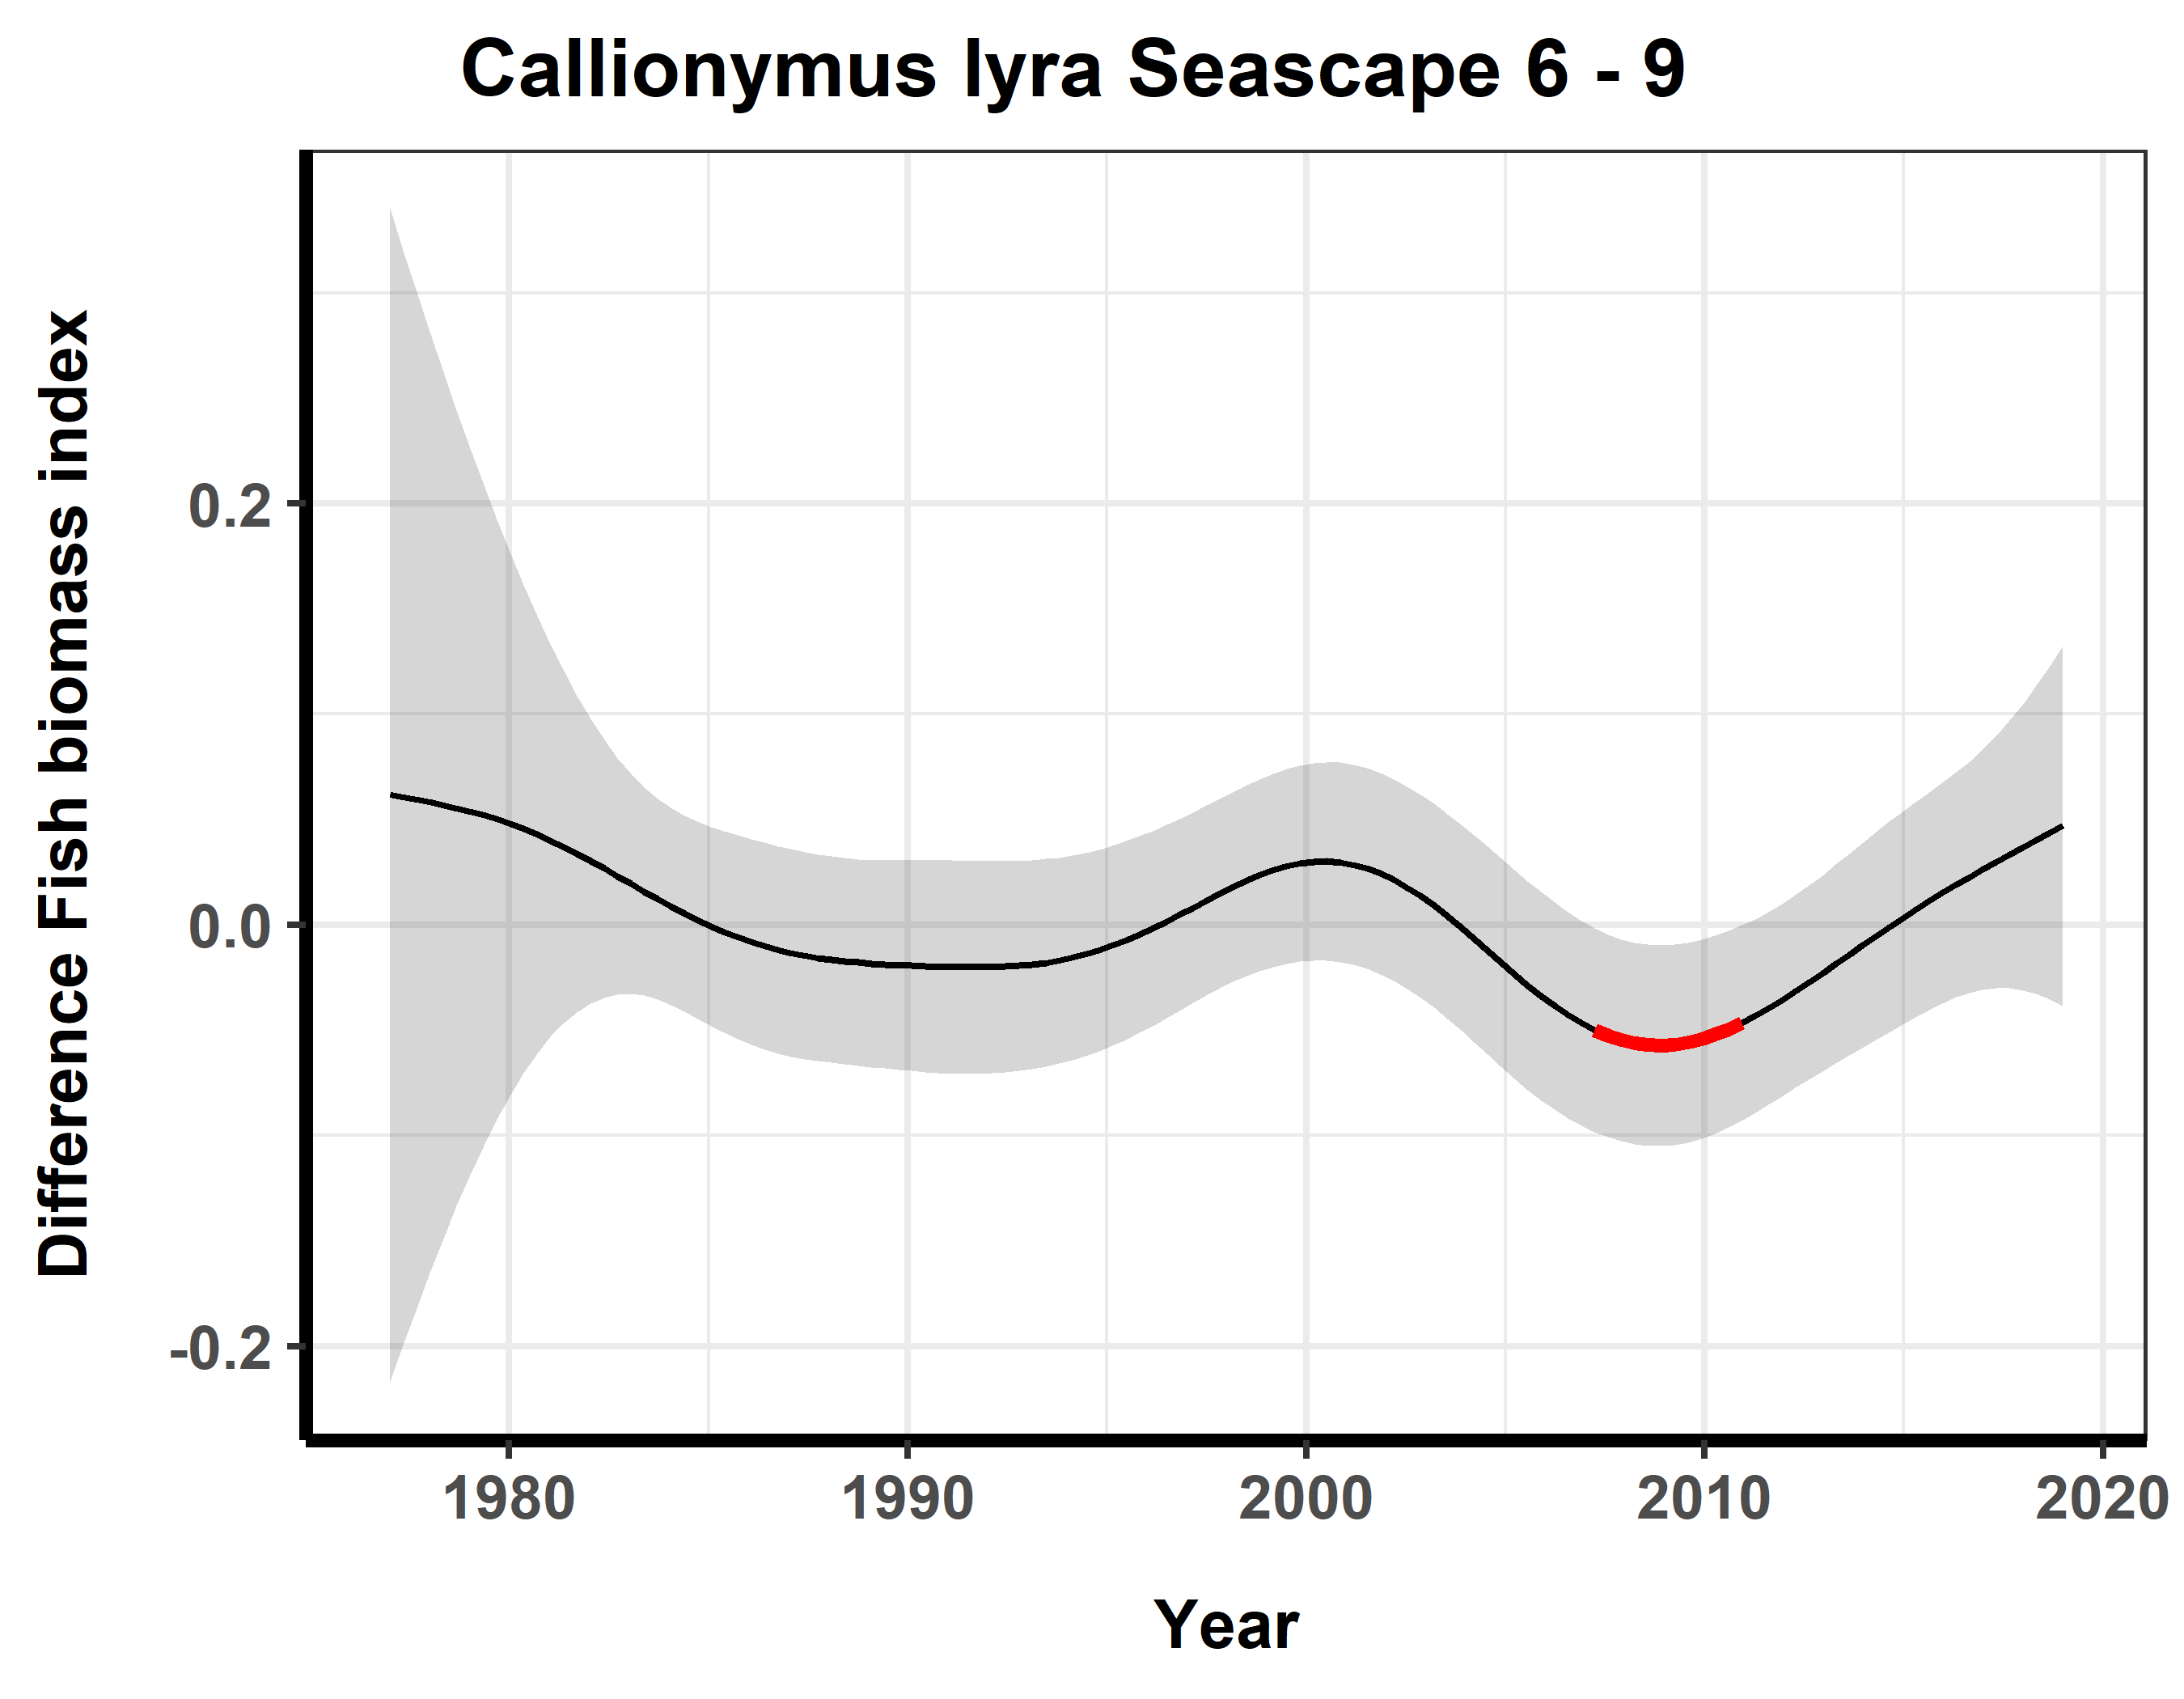 Callionymus lyra Seascape 6 - 9
Difference Fish biomass index
0.2
0.0
-0.2
1980 1990 2000 2010 2020
Year